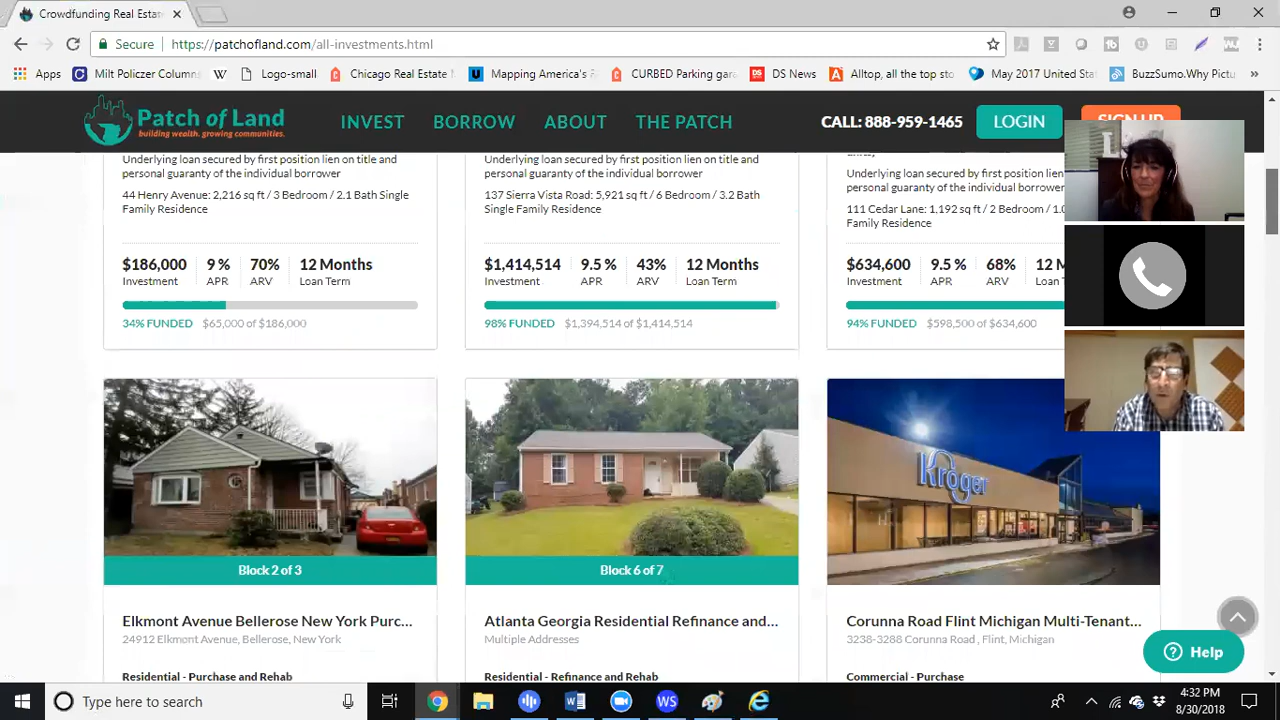 Crowdfunding Real Estat
Secure https://patchofland.com/all-investments.html
Apps Milt Policzer Column W Loser-small Chicago Real Estate Mapping America's CURBED Parking gara DS News Alltop, all the top sto May 2017 United Stat BuzzSumo.Why Pictu »
Patch of Land
building wealth. growing communities.
INVEST BORROW ABOUT THE PATCH CALL: 888-959-1465 LOGIN SIGN UP
Underlying loan secured by first position lien on title and
personal guaranty of the individual borrower
44 Henry Avenue: 2,216 sq ft / 3 Bedroom / 2.1 Bath Single
Family Residence
$186,000 9 % 70% 12 Months
Investment APR ARV Loan Term
34% FUNDED $65,000 of $186,000
Underlying loan secured by first position lien on title and
personal guaranty of the individual borrower
137 Sierra Vista Road: 5,921 sq ft / 6 Bedroom / 3.2 Bath
Single Family Residence
$1,414,514 9.5 % 43% 12 Months
Investment APR ARV Loan Term
98% FUNDED $1,394,514 of $1,414,514
Underlying loan secured by first position lien
personal guaranty of the individual borrower
111 Cedar Lane: 1,192 sq ft / 2 Bedroom / 1.0
Family Residence
$634,600 9.5 % 68% 12 M
Investment APR ARV Loan
94% FUNDED $598,500 of $634,600
Block 2 of 3
Elkmont Avenue Bellerose New York Purc...
24912 Elkmont Avenue, Bellerose, New York
Residential - Purchase and Rehab
Block 6 of 7
Atlanta Georgia Residential Refinance and...
Multiple Addresses
Residential - Refinance and Rehab
Kroger
Corunna Road Flint Michigan Multi-Tenant...
3238-3288 Corunna Road , Flint, Michigan
Commercial - Purchase
Help
Type here to search
4:32 PM
8/30/2018